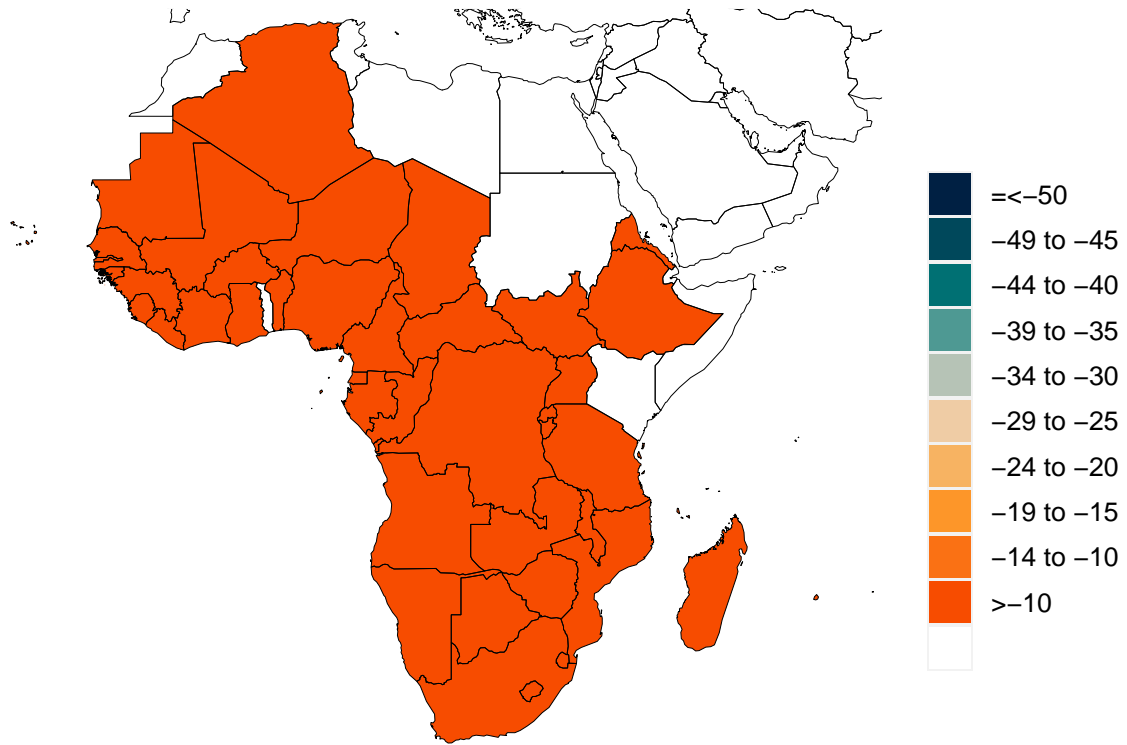 =<−50
−49 to −45
−44 to −40
−39 to −35
−34 to −30
−29 to −25
−24 to −20
−19 to −15
−14 to −10
>−10